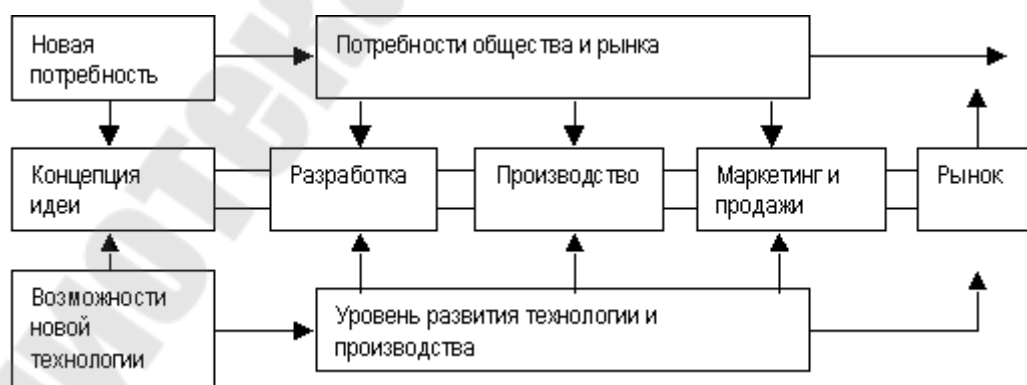 Новая
потребность
Потребности общества и рынка
Концепция
идеи
Разработка
Производство
Маркетинг и
продажи
Рынок
Возможности
новой
технологии
Уровень развития технологии и
производства